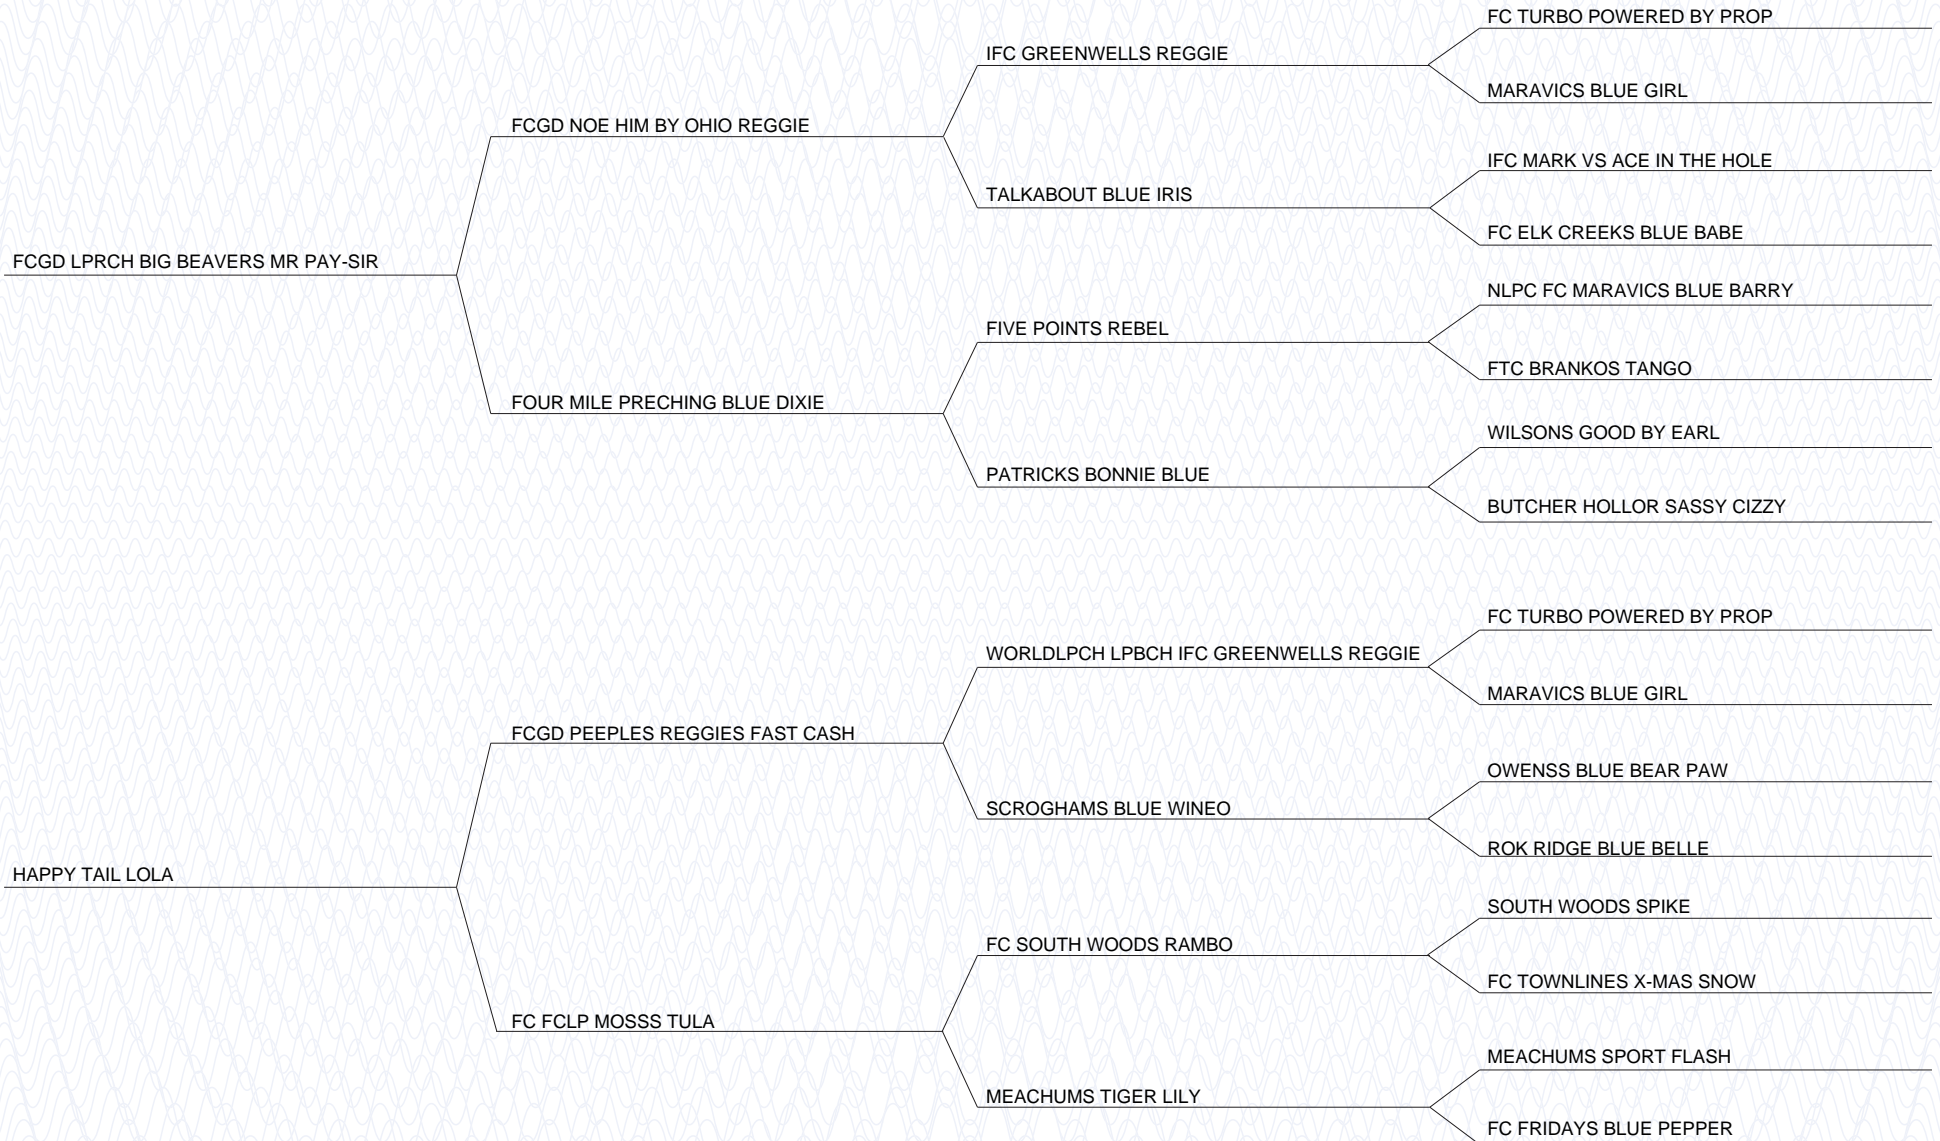 FC TURBO POWERED BY PROP
IFC GREENWELLS REGGIE
MARAVICS BLUE GIRL
FCGD NOE HIM BY OHIO REGGIE
IFC MARK VS ACE IN THE HOLE
TALKABOUT BLUE IRIS
FC ELK CREEKS BLUE BABE
FCGD LPRCH BIG BEAVERS MR PAY-SIR
NLPC FC MARAVICS BLUE BARRY
FIVE POINTS REBEL
FTC BRANKOS TANGO
FOUR MILE PRECHING BLUE DIXIE
WILSONS GOOD BY EARL
PATRICKS BONNIE BLUE
BUTCHER HOLLOR SASSY CIZZY
FC TURBO POWERED BY PROP
WORLDLPCH LPBCH IFC GREENWELLS REGGIE
MARAVICS BLUE GIRL
FCGD PEEPLES REGGIES FAST CASH
OWENSS BLUE BEAR PAW
SCROGHAMS BLUE WINEO
ROK RIDGE BLUE BELLE
HAPPY TAIL LOLA
SOUTH WOODS SPIKE
FC SOUTH WOODS RAMBO
FC TOWNLINES X-MAS SNOW
FC FCLP MOSSS TULA
MEACHUMS SPORT FLASH
MEACHUMS TIGER LILY
FC FRIDAYS BLUE PEPPER